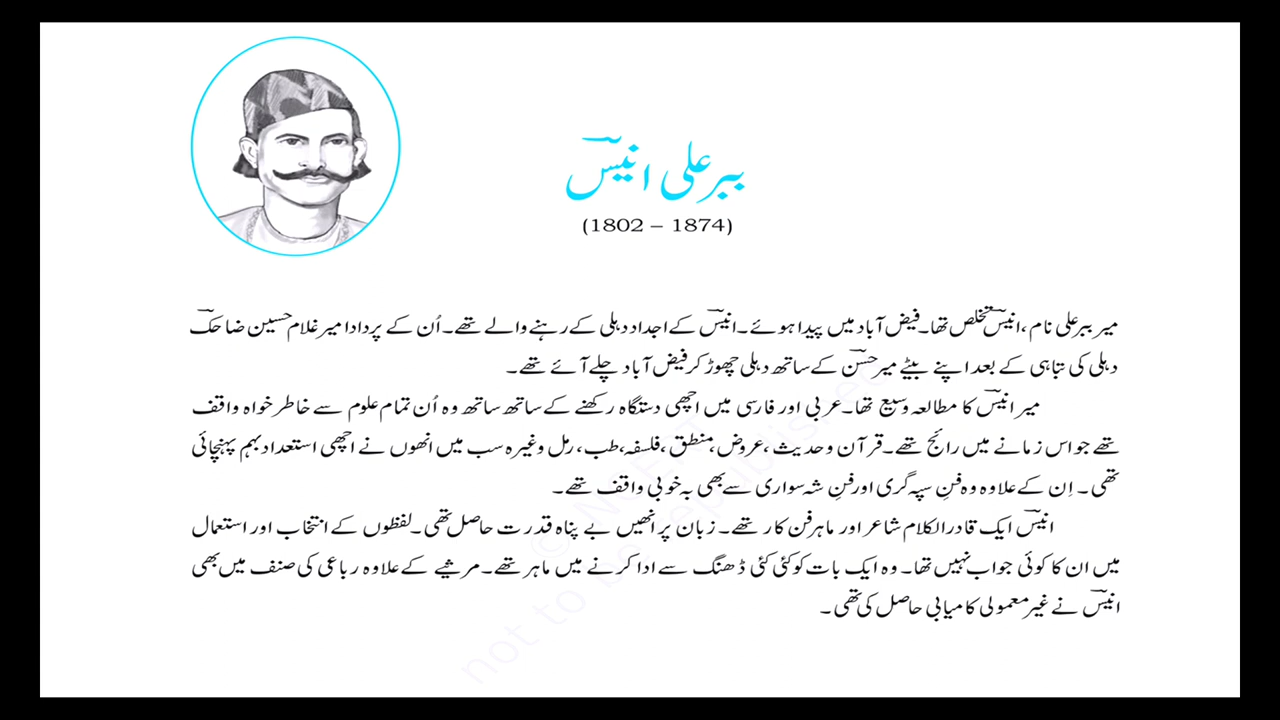 ببر علی انیسؔ
(1802 – 1874)
میر ببر علی نام، انیسؔ تخلص تھا۔ فیض آباد میں پیدا ہوئے۔ انیسؔ کے اجداد دہلی کے رہنے والے تھے۔ اُن کے پردادا میر غلام حسین ضاحکؔ
دہلی کی تباہی کے بعد اپنے بیٹے میر حسنؔ کے ساتھ دہلی چھوڑ کر فیض آباد چلے آئے تھے۔
میر انیسؔ کا مطالعہ وسیع تھا۔ عربی اور فارسی میں اچھی دستگاہ رکھنے کے ساتھ ساتھ وہ اُن تمام علوم سے خاطر خواہ واقف
تھے جو اس زمانے میں رائج تھے۔ قرآن و حدیث، عروض، منطق، فلسفہ، طب، رمل وغیرہ سب میں انھوں نے اچھی استعداد بہم پہنچائی
تھی۔ اِن کے علاوہ وہ فنِ سپہ گری اور فنِ شہ سواری سے بھی بہ خوبی واقف تھے۔
انیسؔ ایک قادر الکلام شاعر اور ماہر فن کار تھے۔ زبان پر انھیں بے پناہ قدرت حاصل تھی۔ لفظوں کے انتخاب اور استعمال
میں ان کا کوئی جواب نہیں تھا۔ وہ ایک بات کو کئی کئی ڈھنگ سے ادا کرنے میں ماہر تھے۔ مرثیے کے علاوہ رباعی کی صنف میں بھی
انیسؔ نے غیر معمولی کامیابی حاصل کی تھی۔
not to be republished